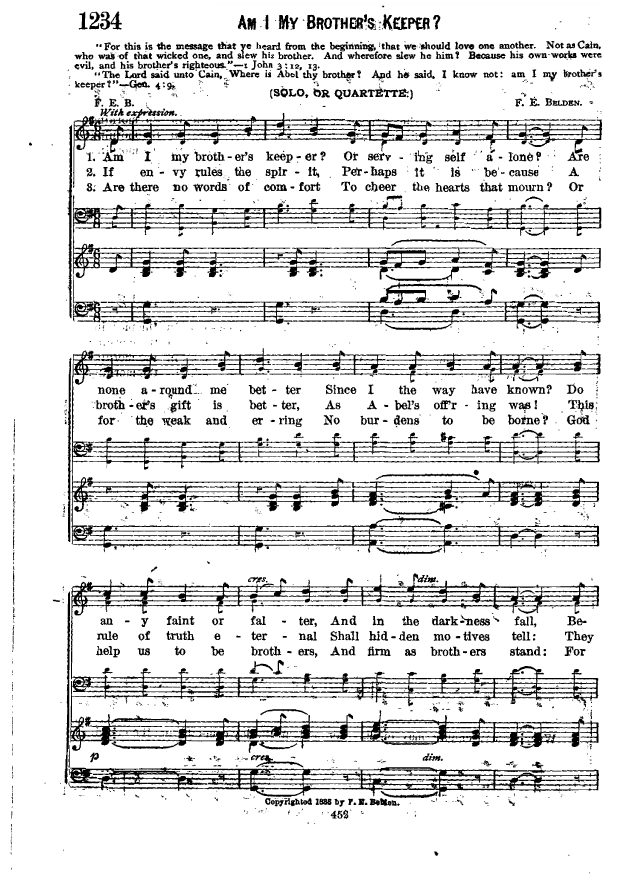 1234
AM I MY BROTHER'S KEEPER?
"For this is the message that ye heard from the beginning, that we should love one another. Not as Cain,
who was of that wicked one, and slew his brother. And wherefore slew he him? Because his own works were
evil, and his brother's righteous."—1 John 3:12, 13.
"The Lord said unto Cain, Where is Abel thy brother? And he said, I know not: am I my brother's
keeper?"—Gen. 4:9.
(SOLO, OR QUARTETTE.)
F. E. B. F. E. BELDEN.
With expression.
1. Am I my broth-er's keep-er? Or serv-ing self a-lone? Are
2. If en-vy rules the spir-it, Per-haps it is be-cause A
3. Are there no words of com-fort To cheer the hearts that mourn? Or
none a-round me bet-ter Since I the way have known? Do
broth-er's gift is bet-ter, As A-bel's off'r-ing was! This
for the weak and er-ring No bur-dens to be borne? God
cres. dim.
an-y faint or fal-ter, And in the dark-ness fall, Be-
rule of truth e-ter-nal Shall hid-den mo-tives tell: They
help us to be broth-ers, And firm as broth-ers stand: For
p cres. dim.
Copyrighted 1886 by F. E. Belden.
452